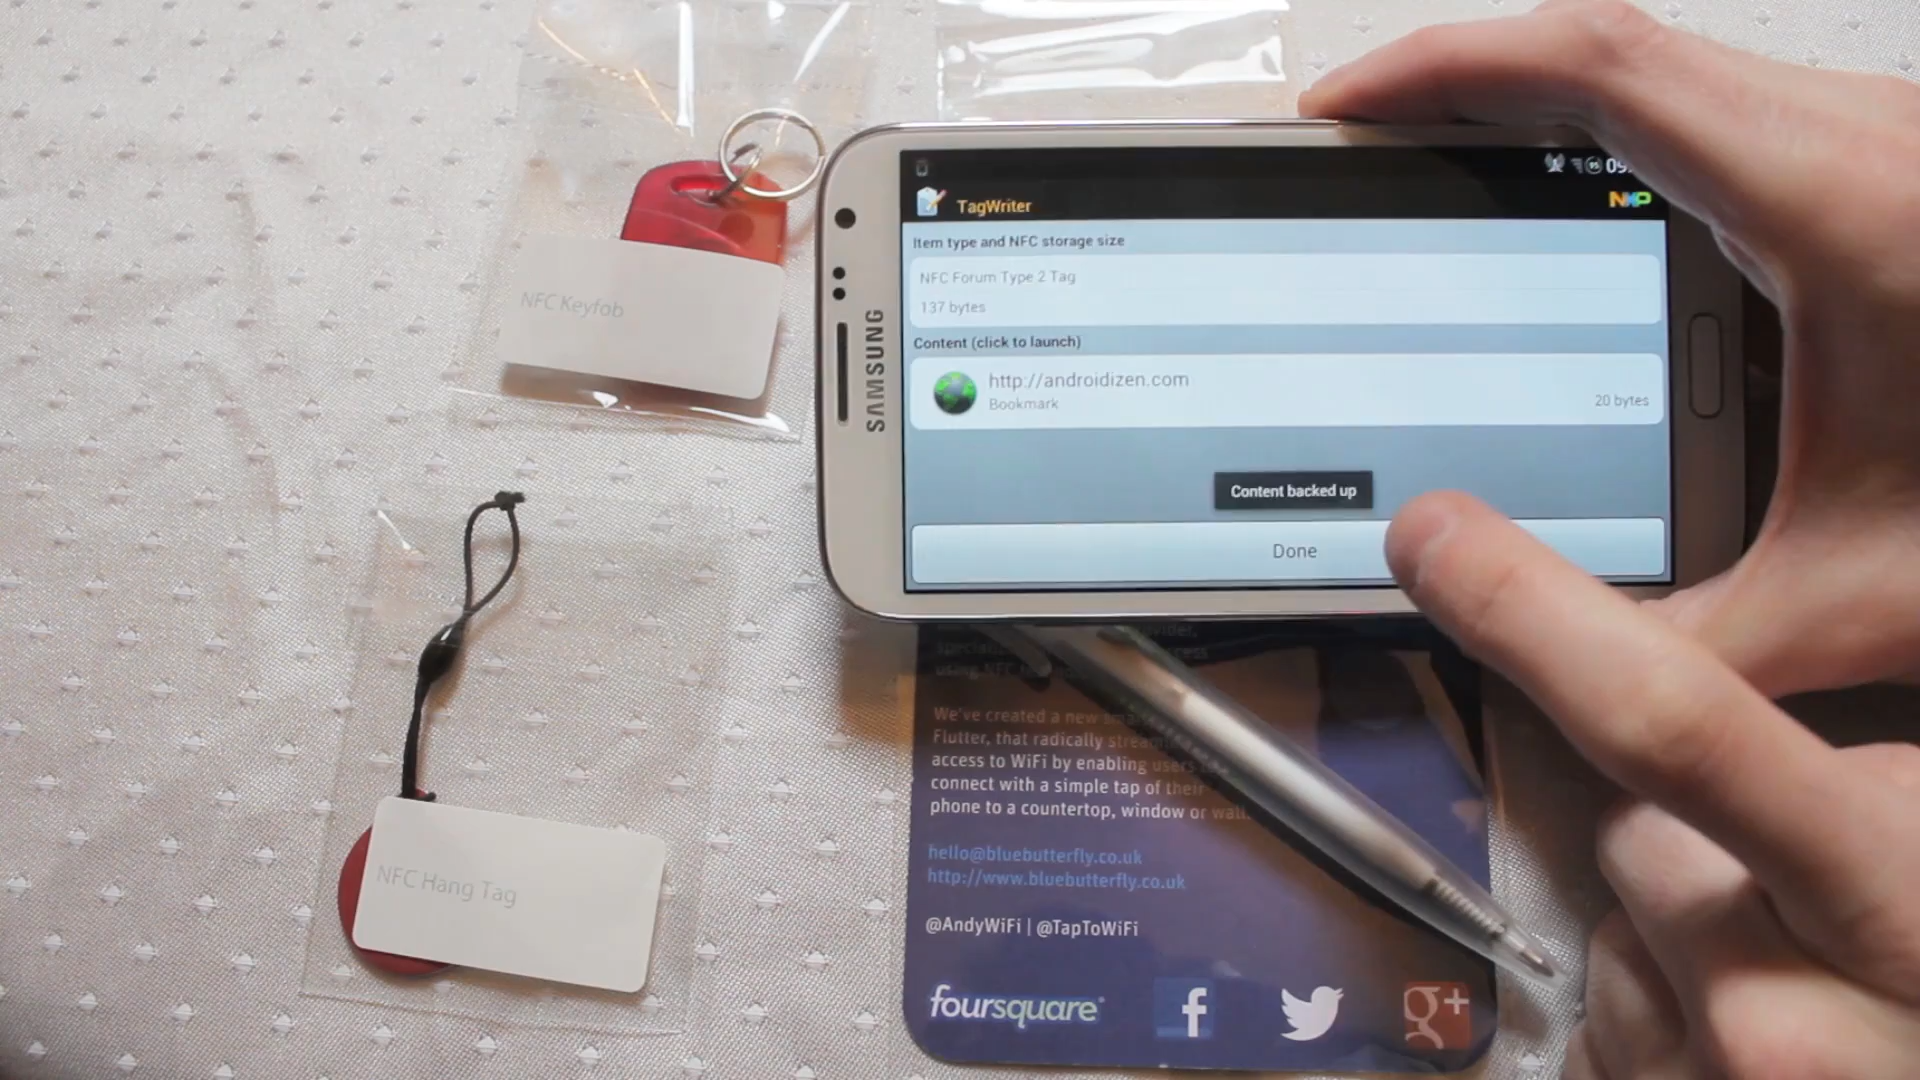 NFC Keyfob
NFC Hang Tag
SAMSUNG
TagWriter
NXP
Item type and NFC storage size
NFC Forum Type 2 Tag
137 bytes
Content (click to launch)
http://androidizen.com
Bookmark
20 bytes
Content backed up
Done
using NFC
We've created a new
Flutter, that radically
access to WiFi by enabling users
connect with a simple tap of their
phone to a countertop, window or wall.
hello@bluebutterfly.co.uk
http://www.bluebutterfly.co.uk
@AndyWiFi | @TapToWiFi
foursquare
f
g+